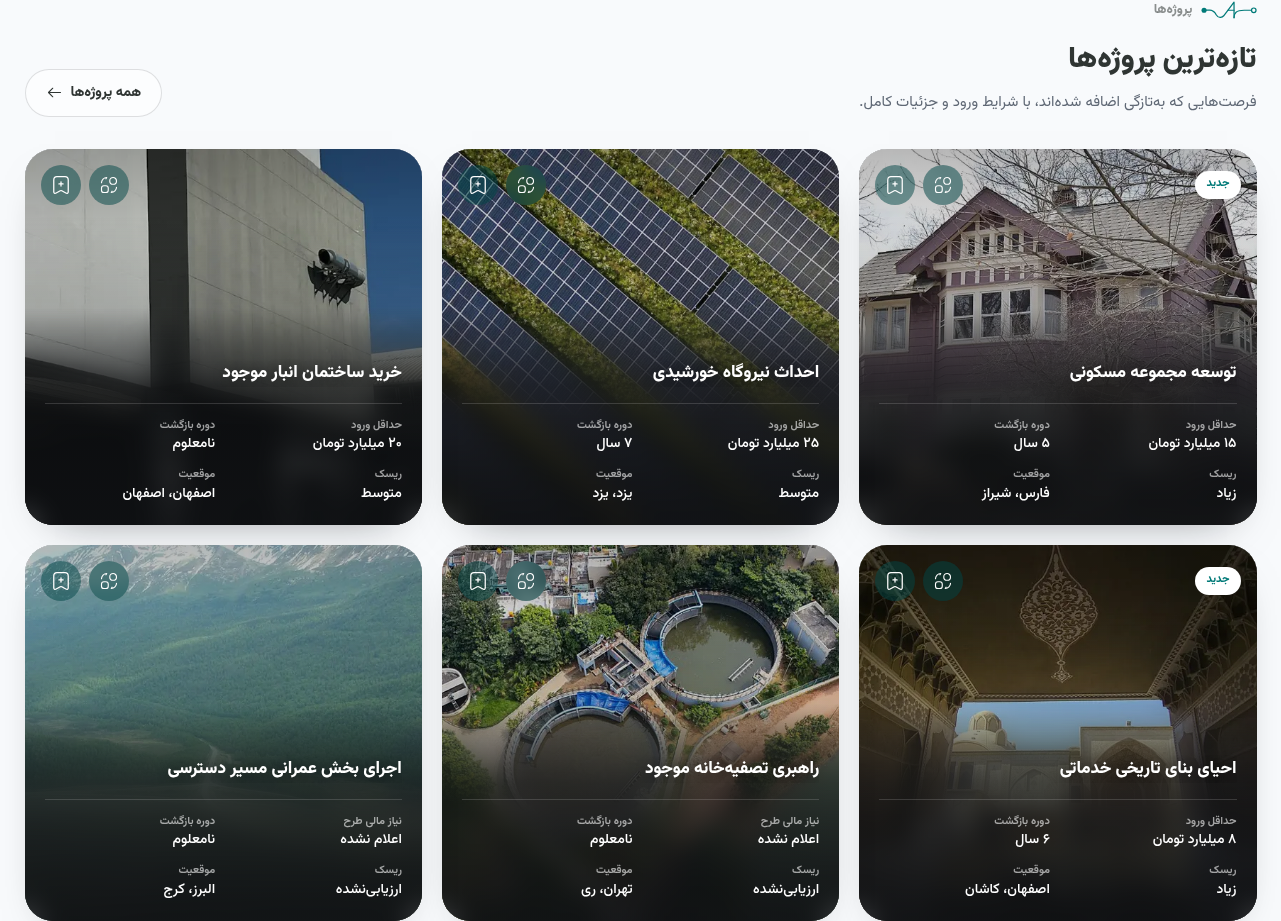 پروژه‌ها
تازه‌ترین پروژه‌ها
فرصت‌هایی که به‌تازگی اضافه شده‌اند، با شرایط ورود و جزئیات کامل.
همه پروژه‌ها
جدید
توسعه مجموعه مسکونی
حداقل ورود
۱۵ میلیارد تومان
دوره بازگشت
۵ سال
ریسک
زیاد
موقعیت
فارس، شیراز
احداث نیروگاه خورشیدی
حداقل ورود
۲۵ میلیارد تومان
دوره بازگشت
۷ سال
ریسک
متوسط
موقعیت
یزد، یزد
خرید ساختمان انبار موجود
حداقل ورود
۲۰ میلیارد تومان
دوره بازگشت
نامعلوم
ریسک
متوسط
موقعیت
اصفهان، اصفهان
جدید
احیای بنای تاریخی خدماتی
حداقل ورود
۸ میلیارد تومان
دوره بازگشت
۶ سال
ریسک
زیاد
موقعیت
اصفهان، کاشان
راهبری تصفیه‌خانه موجود
نیاز مالی طرح
اعلام نشده
دوره بازگشت
نامعلوم
ریسک
ارزیابی‌نشده
موقعیت
تهران، ری
اجرای بخش عمرانی مسیر دسترسی
نیاز مالی طرح
اعلام نشده
دوره بازگشت
نامعلوم
ریسک
ارزیابی‌نشده
موقعیت
البرز، کرج